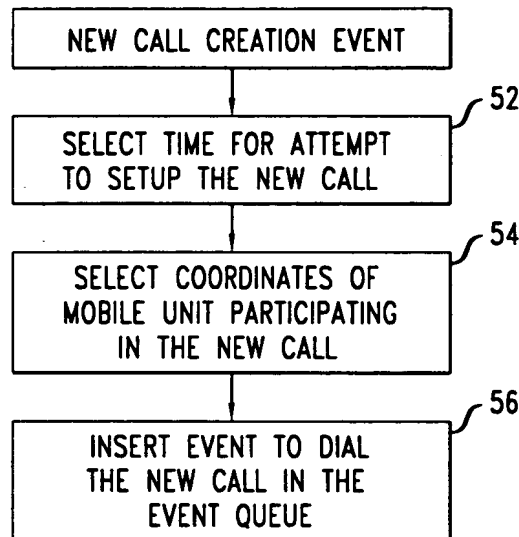 NEW CALL CREATION EVENT
52
SELECT TIME FOR ATTEMPT
TO SETUP THE NEW CALL
54
SELECT COORDINATES OF
MOBILE UNIT PARTICIPATING
IN THE NEW CALL
56
INSERT EVENT TO DIAL
THE NEW CALL IN THE
EVENT QUEUE